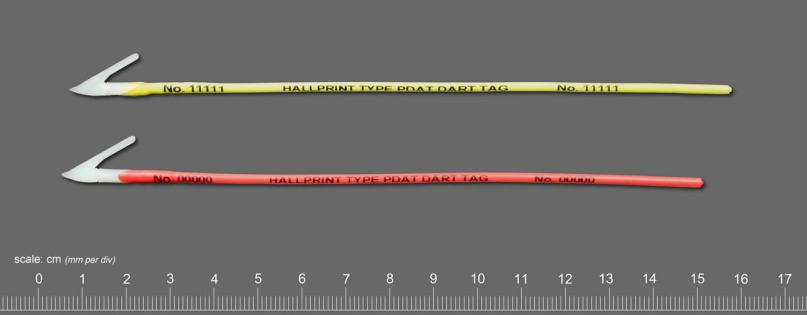 No. 11111 HALLPRINT TYPE PDAT DART TAG No. 11111
No. 00000 HALLPRINT TYPE PDAT DART TAG No. 00000
scale: cm (mm per div)
0 1 2 3 4 5 6 7 8 9 10 11 12 13 14 15 16 17